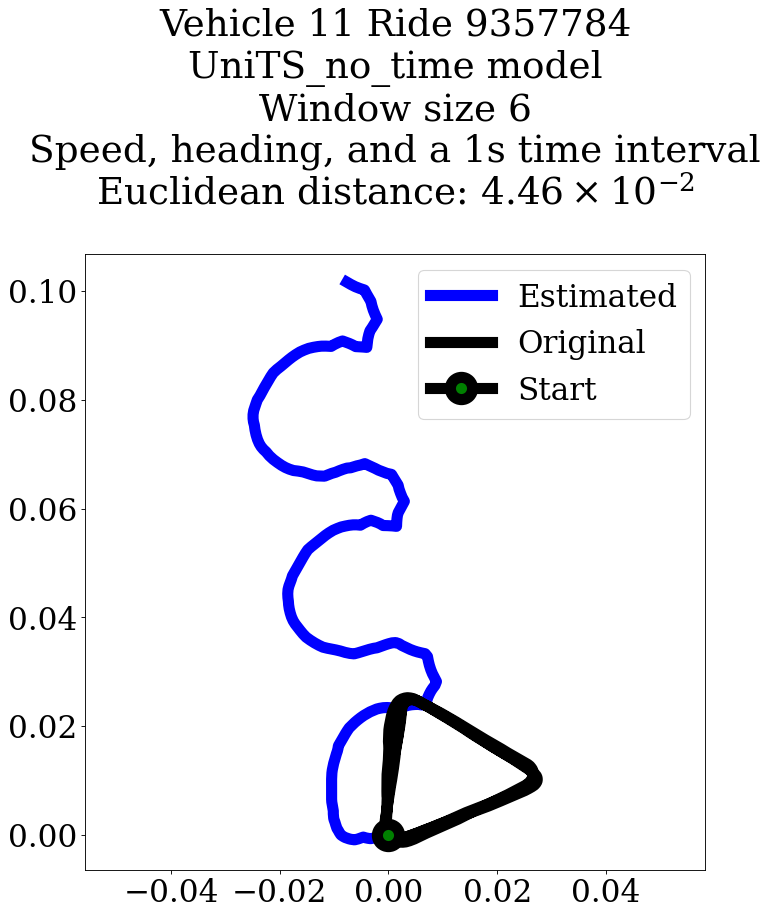 Vehicle 11 Ride 9357784
UniTS_no_time model
Window size 6
Speed, heading, and a 1s time interval
Euclidean distance: 4.46 × 10⁻²
Estimated
Original
Start
0.10
0.08
0.06
0.04
0.02
0.00
−0.04 −0.02 0.00 0.02 0.04